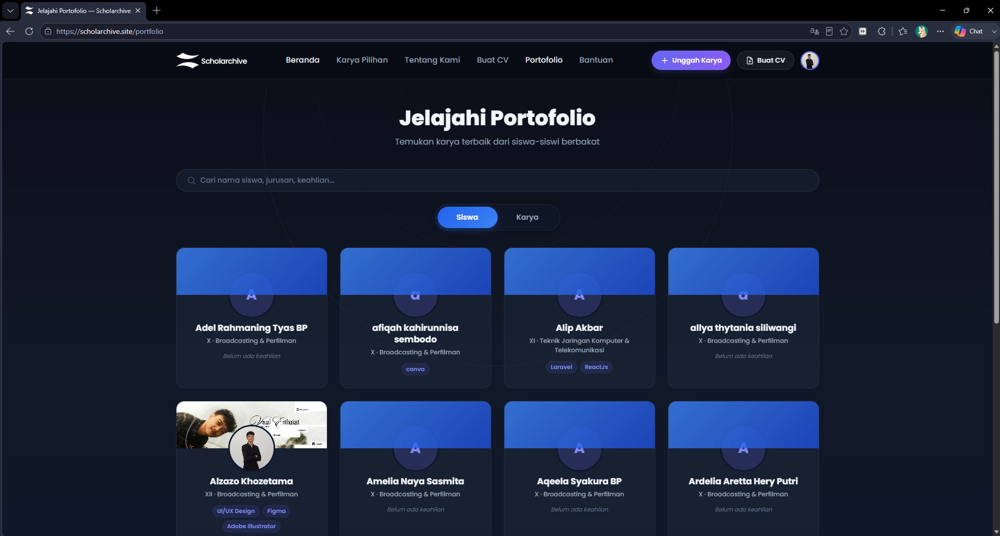 Jelajahi Portofolio — Scholarchive
https://scholarchive.site/portfolio
Chat
Scholarchive
Beranda
Karya Pilihan
Tentang Kami
Buat CV
Portofolio
Bantuan
Unggah Karya
Buat CV
Jelajahi Portofolio
Temukan karya terbaik dari siswa-siswi berbakat
Cari nama siswa, jurusan, keahlian...
Siswa
Karya
A
Adel Rahmaning Tyas BP
X · Broadcasting & Perfilman
Belum ada keahlian
a
afiqah kahirunnisa
sembodo
X · Broadcasting & Perfilman
canva
A
Alip Akbar
XI · Teknik Jaringan Komputer &
Telekomunikasi
Laravel
ReactJs
a
allya thytania siliwangi
X · Broadcasting & Perfilman
Belum ada keahlian
Visual Enthusiast
Alzazo Khozetama
XII · Broadcasting & Perfilman
UI/UX Design
Figma
Adobe Illustrator
A
Amelia Naya Sasmita
X · Broadcasting & Perfilman
Belum ada keahlian
A
Aqeela Syakura BP
X · Broadcasting & Perfilman
Belum ada keahlian
A
Ardelia Aretta Hery Putri
X · Broadcasting & Perfilman
Belum ada keahlian